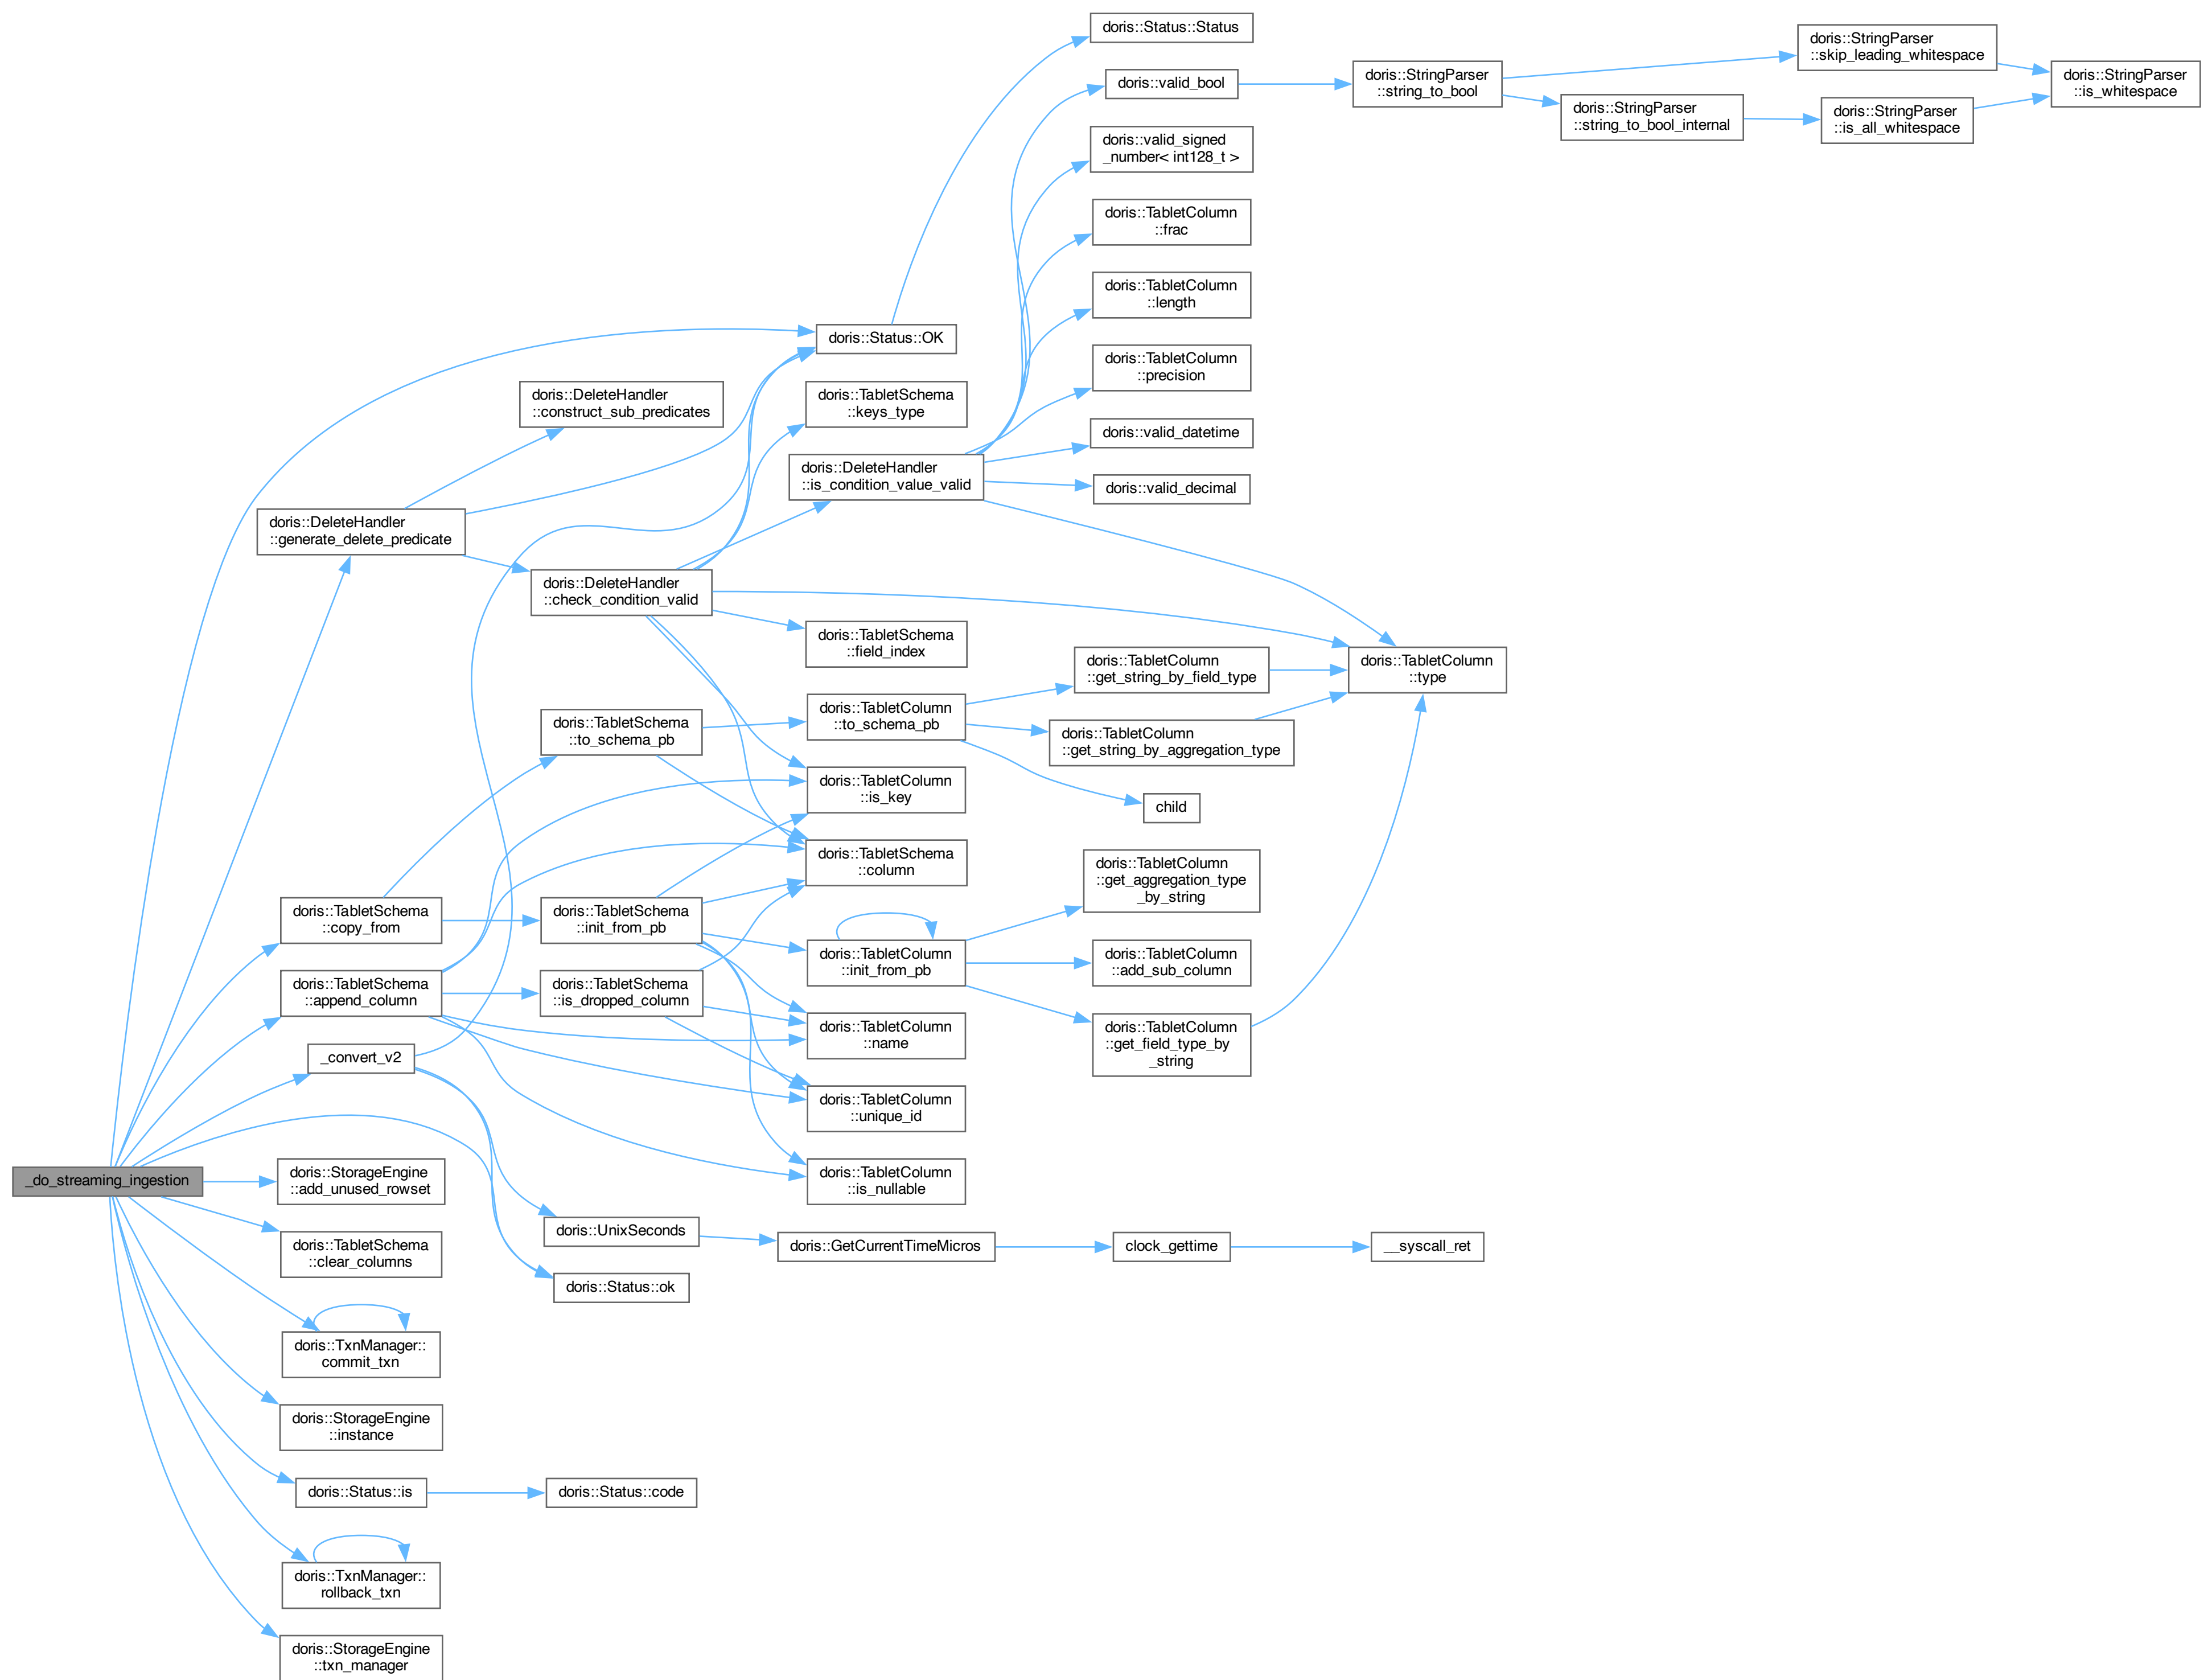 doris::Status::Status
doris::StringParser
::skip_leading_whitespace
doris::valid_bool
doris::StringParser
::string_to_bool
doris::StringParser
::is_whitespace
doris::StringParser
::string_to_bool_internal
doris::StringParser
::is_all_whitespace
doris::valid_signed
_number< int128_t >
doris::TabletColumn
::frac
doris::TabletColumn
::length
doris::Status::OK
doris::TabletColumn
::precision
doris::DeleteHandler
::construct_sub_predicates
doris::TabletSchema
::keys_type
doris::valid_datetime
doris::DeleteHandler
::is_condition_value_valid
doris::valid_decimal
doris::DeleteHandler
::generate_delete_predicate
doris::DeleteHandler
::check_condition_valid
doris::TabletSchema
::field_index
doris::TabletColumn
::get_string_by_field_type
doris::TabletColumn
::type
doris::TabletSchema
::to_schema_pb
doris::TabletColumn
::to_schema_pb
doris::TabletColumn
::get_string_by_aggregation_type
doris::TabletColumn
::is_key
child
doris::TabletSchema
::column
doris::TabletColumn
::get_aggregation_type
_by_string
doris::TabletSchema
::copy_from
doris::TabletSchema
::init_from_pb
doris::TabletColumn
::init_from_pb
doris::TabletColumn
::add_sub_column
doris::TabletSchema
::append_column
doris::TabletSchema
::is_dropped_column
doris::TabletColumn
::name
doris::TabletColumn
::get_field_type_by
_string
_convert_v2
doris::TabletColumn
::unique_id
_do_streaming_ingestion
doris::StorageEngine
::add_unused_rowset
doris::TabletColumn
::is_nullable
doris::TabletSchema
::clear_columns
doris::UnixSeconds
doris::GetCurrentTimeMicros
clock_gettime
__syscall_ret
doris::Status::ok
doris::TxnManager::
commit_txn
doris::StorageEngine
::instance
doris::Status::is
doris::Status::code
doris::TxnManager::
rollback_txn
doris::StorageEngine
::txn_manager